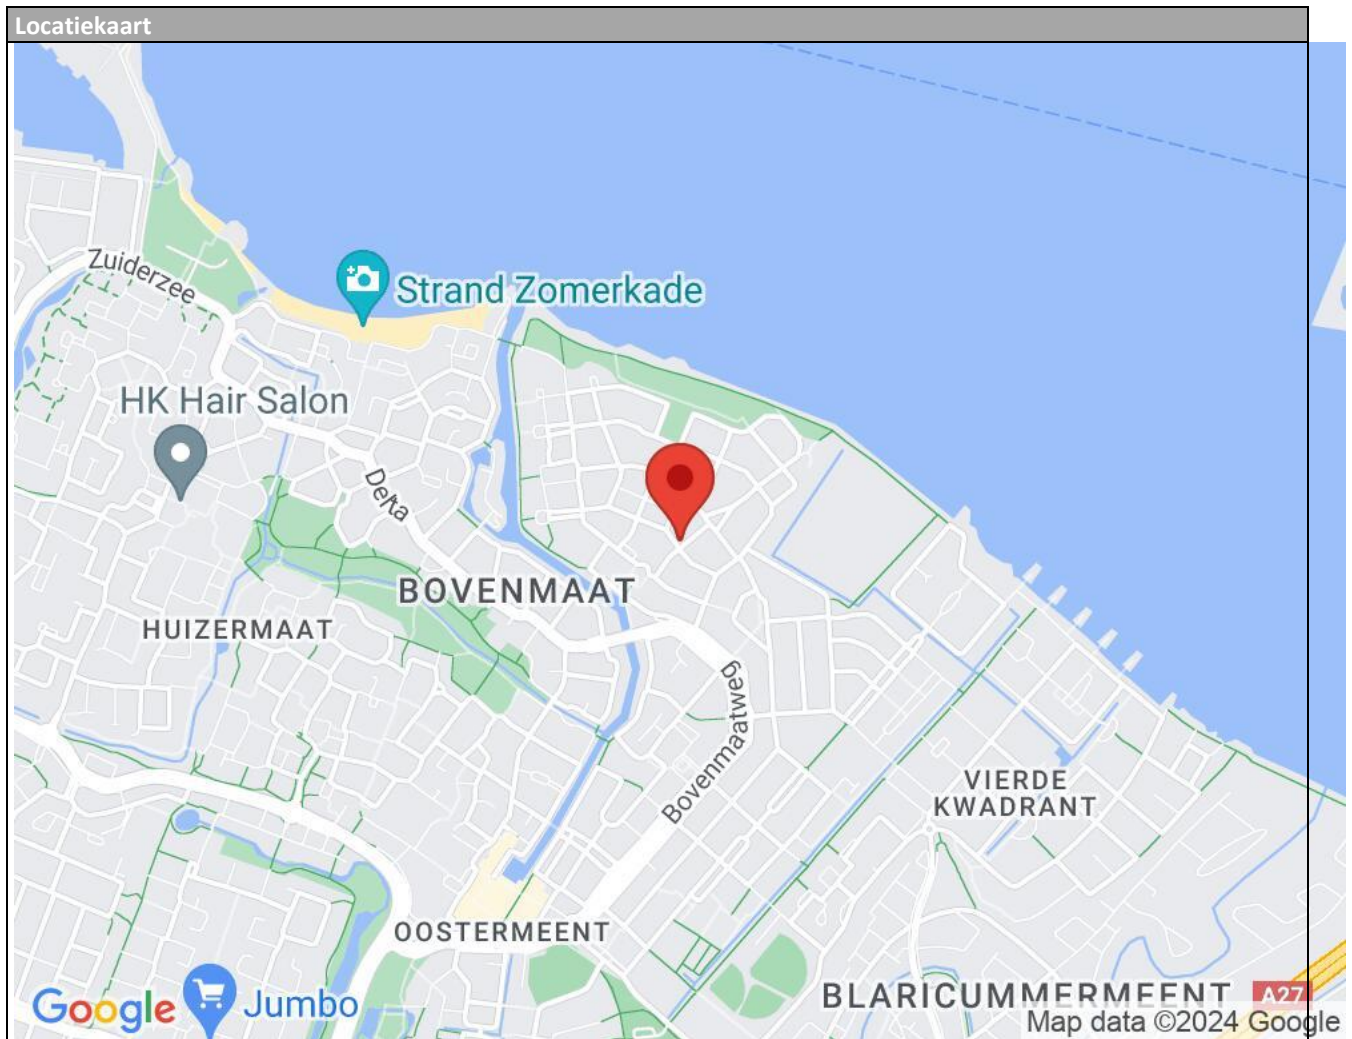 Locatiekaart
Zuiderzee
Strand Zomerkade
HK Hair Salon
Delta
BOVENMAAT
HUIZERMAAT
Bovenmaatweg
VIERDE
KWADRANT
OOSTERMEENT
BLARICUMMERMEENT
A27
Google
Jumbo
Map data ©2024 Google